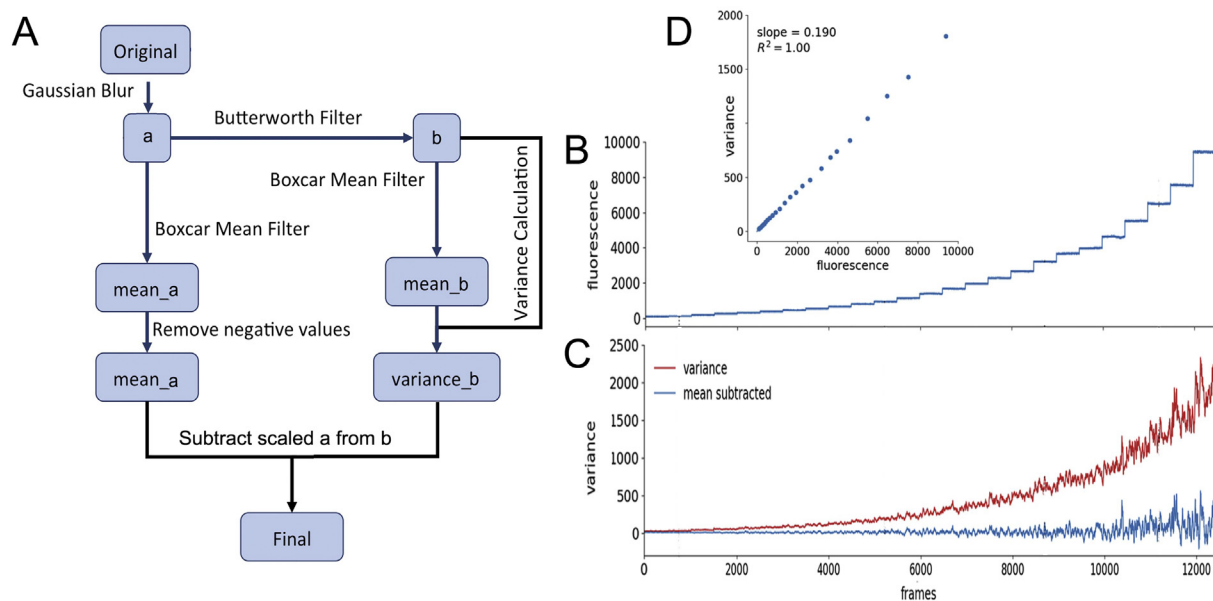 A
Original
Gaussian Blur
a
Butterworth Filter
b
Boxcar Mean Filter
Variance Calculation
Boxcar Mean Filter
mean_a
mean_b
Remove negative values
mean_a
variance_b
Subtract scaled a from b
Final
D
slope = 0.190
R² = 1.00
variance
2000
1500
1000
500
0
0 2000 4000 6000 8000 10000
fluorescence
B
fluorescence
10000
8000
6000
4000
2000
0
C
variance
mean subtracted
variance
2500
2000
1500
1000
500
0
0 2000 4000 6000 8000 10000 12000
frames